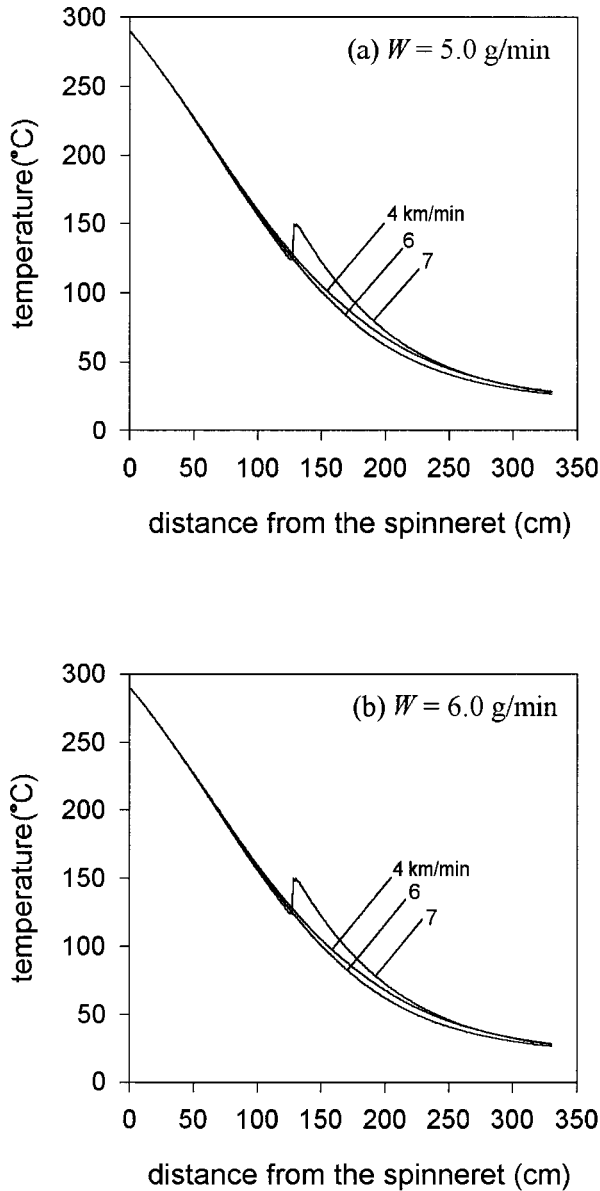 (a) W = 5.0 g/min
300
250
200
150
100
50
0
temperature(°C)
4 km/min
6
7
0 50 100 150 200 250 300 350
distance from the spinneret (cm)
(b) W = 6.0 g/min
300
250
200
150
100
50
0
temperature(°C)
4 km/min
6
7
0 50 100 150 200 250 300 350
distance from the spinneret (cm)